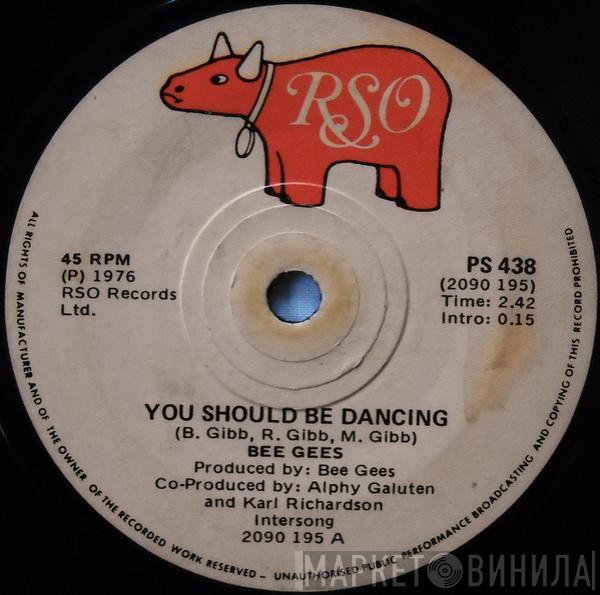 RSO
45 RPM
(P) 1976
RSO Records
Ltd.
PS 438
(2090 195)
Time: 2.42
Intro: 0.15
YOU SHOULD BE DANCING
(B. Gibb, R. Gibb, M. Gibb)
BEE GEES
Produced by: Bee Gees
Co-Produced by: Alphy Galuten
and Karl Richardson
Intersong
2090 195 A
ALL RIGHTS OF MANUFACTURER AND OF THE OWNER OF THE RECORDED WORK RESERVED – UNAUTHORISED PUBLIC PERFORMANCE BROADCASTING AND COPYING OF THIS RECORD PROHIBITED
МАРКЕТ ВИНИЛА